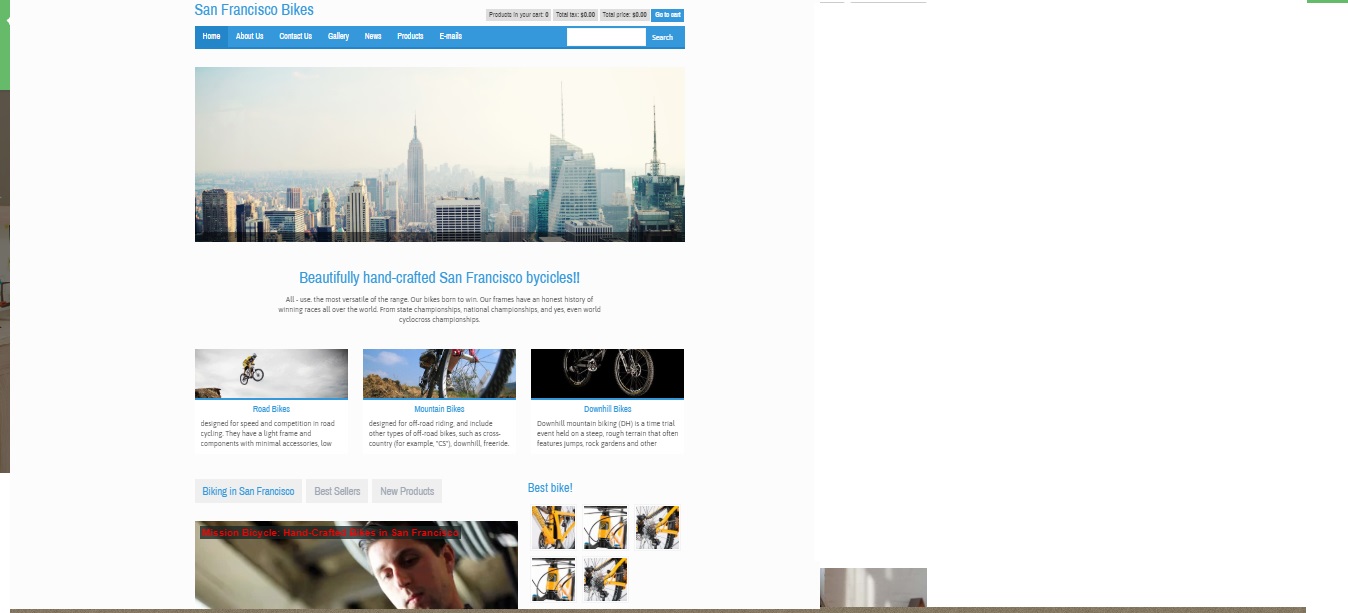 San Francisco Bikes
Products in your cart: 0 Total tax: $0.00 Total price: $0.00 Go to cart
Home About Us Contact Us Gallery News Products E-mails Search
Beautifully hand-crafted San Francisco bycicles!!
All - use. the most versatile of the range. Our bikes born to win. Our frames have an honest history of
winning races all over the world. From state championships, national championships, and yes, even world
cyclocross championships.
Road Bikes
designed for speed and competition in road
cycling. They have a light frame and
components with minimal accessories, low
Mountain Bikes
designed for off-road riding, and include
other types of off-road bikes, such as cross-
country (for example, "CS"), downhill, freeride.
Downhill Bikes
Downhill mountain biking (DH) is a time trial
event held on a steep, rough terrain that often
features jumps, rock gardens and other
Biking in San Francisco Best Sellers New Products
Mission Bicycle: Hand-Crafted Bikes in San Francisco
Best bike!